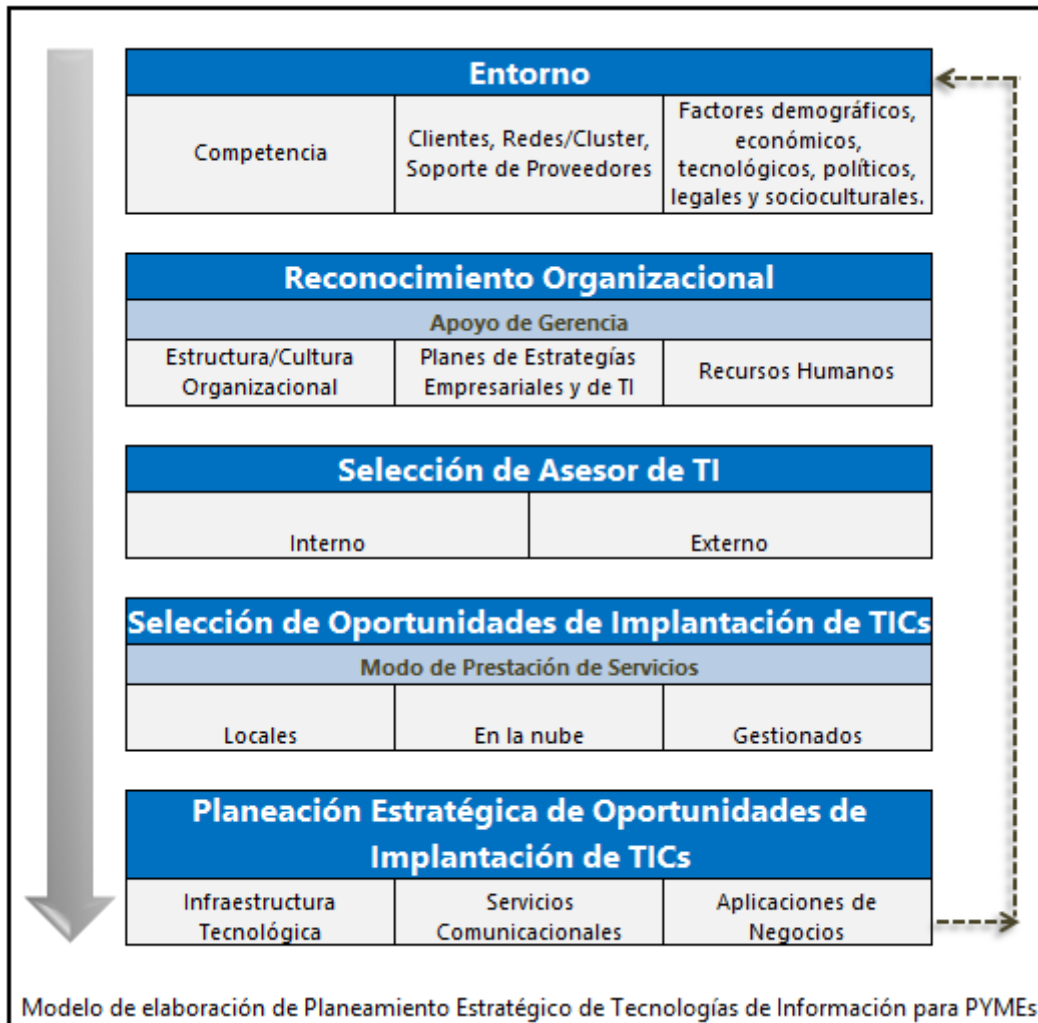 Entorno
Competencia
Clientes, Redes/Cluster,
Soporte de Proveedores
Factores demográficos,
económicos,
tecnológicos, políticos,
legales y socioculturales.
Reconocimiento Organizacional
Apoyo de Gerencia
Estructura/Cultura
Organizacional
Planes de Estrategías
Empresariales y de TI
Recursos Humanos
Selección de Asesor de TI
Interno
Externo
Selección de Oportunidades de Implantación de TICs
Modo de Prestación de Servicios
Locales
En la nube
Gestionados
Planeación Estratégica de Oportunidades de
Implantación de TICs
Infraestructura
Tecnológica
Servicios
Comunicacionales
Aplicaciones de
Negocios
Modelo de elaboración de Planeamiento Estratégico de Tecnologías de Información para PYMEs